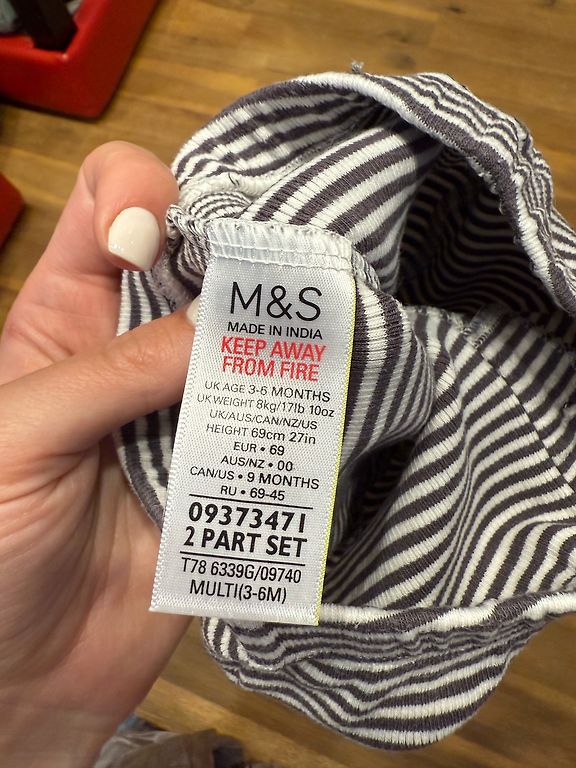 M&S
MADE IN INDIA
KEEP AWAY
FROM FIRE
UK AGE 3-6 MONTHS
UK WEIGHT 8kg/17lb 10oz
UK/AUS/CAN/NZ/US
HEIGHT 69cm 27in
EUR • 69
AUS/NZ • 00
CAN/US • 9 MONTHS
RU • 69-45
09373471
2 PART SET
T78 6339G/09740
MULTI(3-6M)